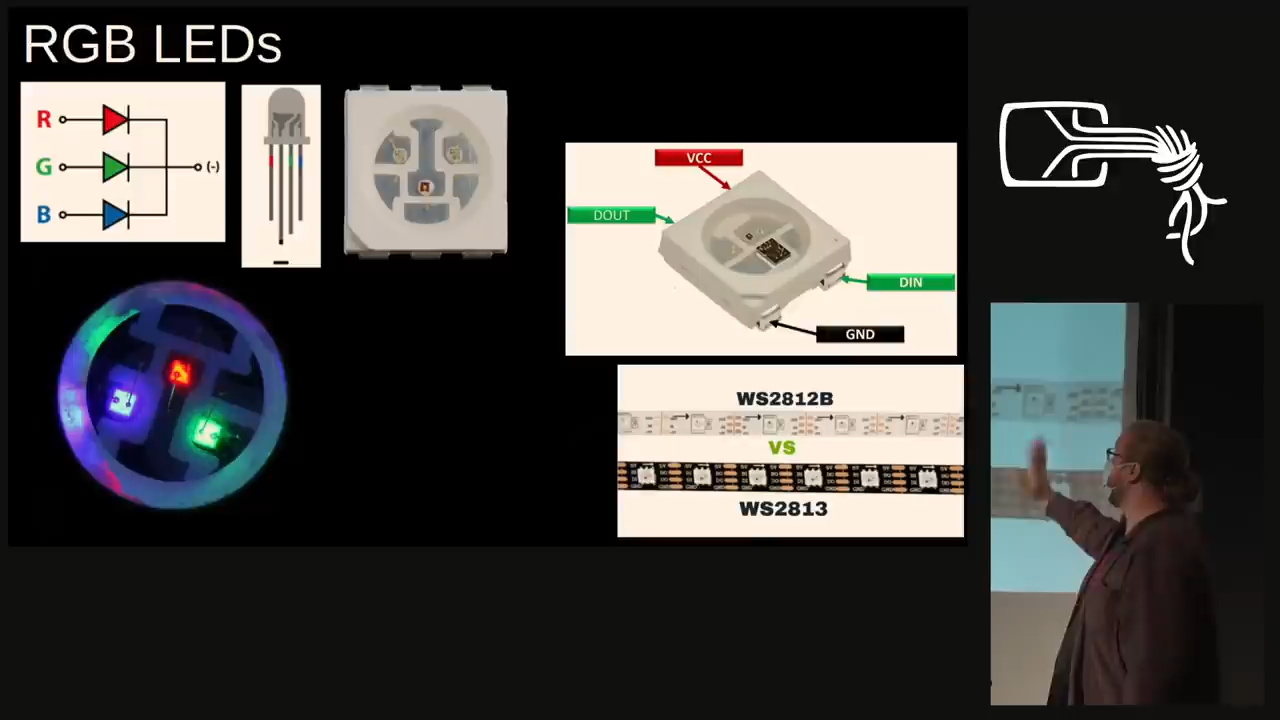 RGB LEDs
R
G
B
(-)
VCC
DOUT
DIN
GND
WS2812B
VS
WS2813